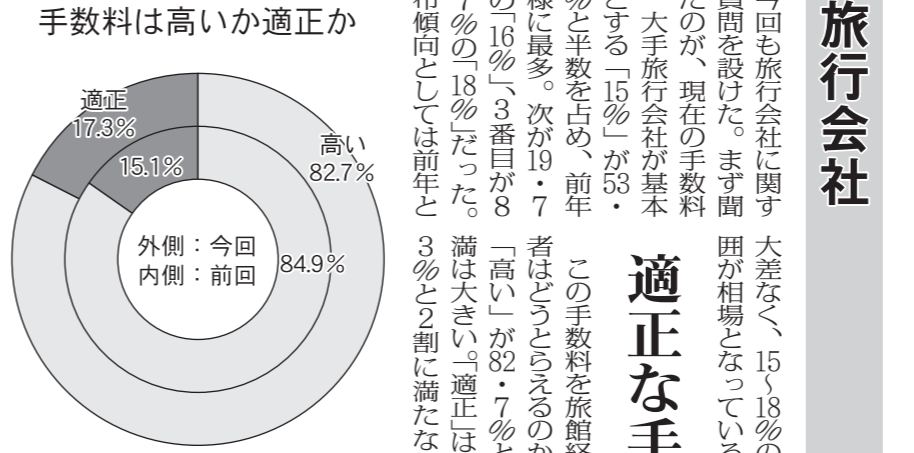 旅行会社
今回も旅行会社に関す
質問を設けた。まず聞
たのが、現在の手数料
大手旅行会社が基本
とする「15%」が53・
%と半数を占め、前年
様に最多。次が19・7
の「16%」、3番目が8
7%の「18%」だった。
布傾向としては前年と
大差なく、15〜18%の
囲が相場となっている
適正な手
この手数料を旅館経
者はどうとらえるのか
「高い」が82・7%と
満は大きい。「適正」は
3%と2割に満たな
手数料は高いか適正か
適正
17.3%
15.1%
高い
82.7%
84.9%
外側：今回
内側：前回